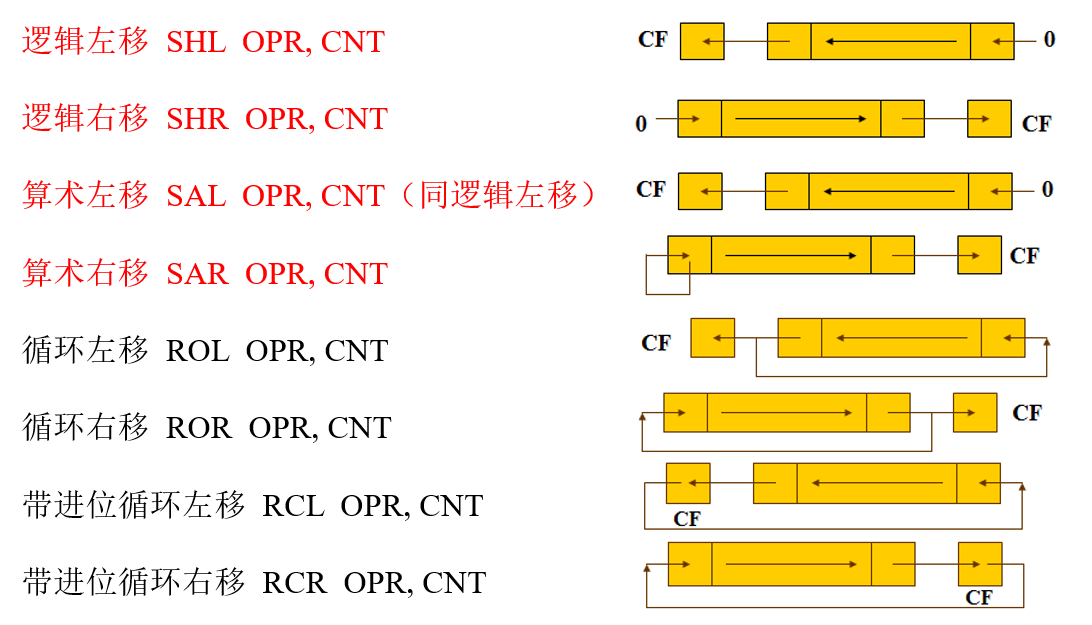 逻辑左移 SHL OPR, CNT CF 0
逻辑右移 SHR OPR, CNT 0 CF
算术左移 SAL OPR, CNT（同逻辑左移） CF 0
算术右移 SAR OPR, CNT CF
循环左移 ROL OPR, CNT CF
循环右移 ROR OPR, CNT CF
带进位循环左移 RCL OPR, CNT CF
带进位循环右移 RCR OPR, CNT CF